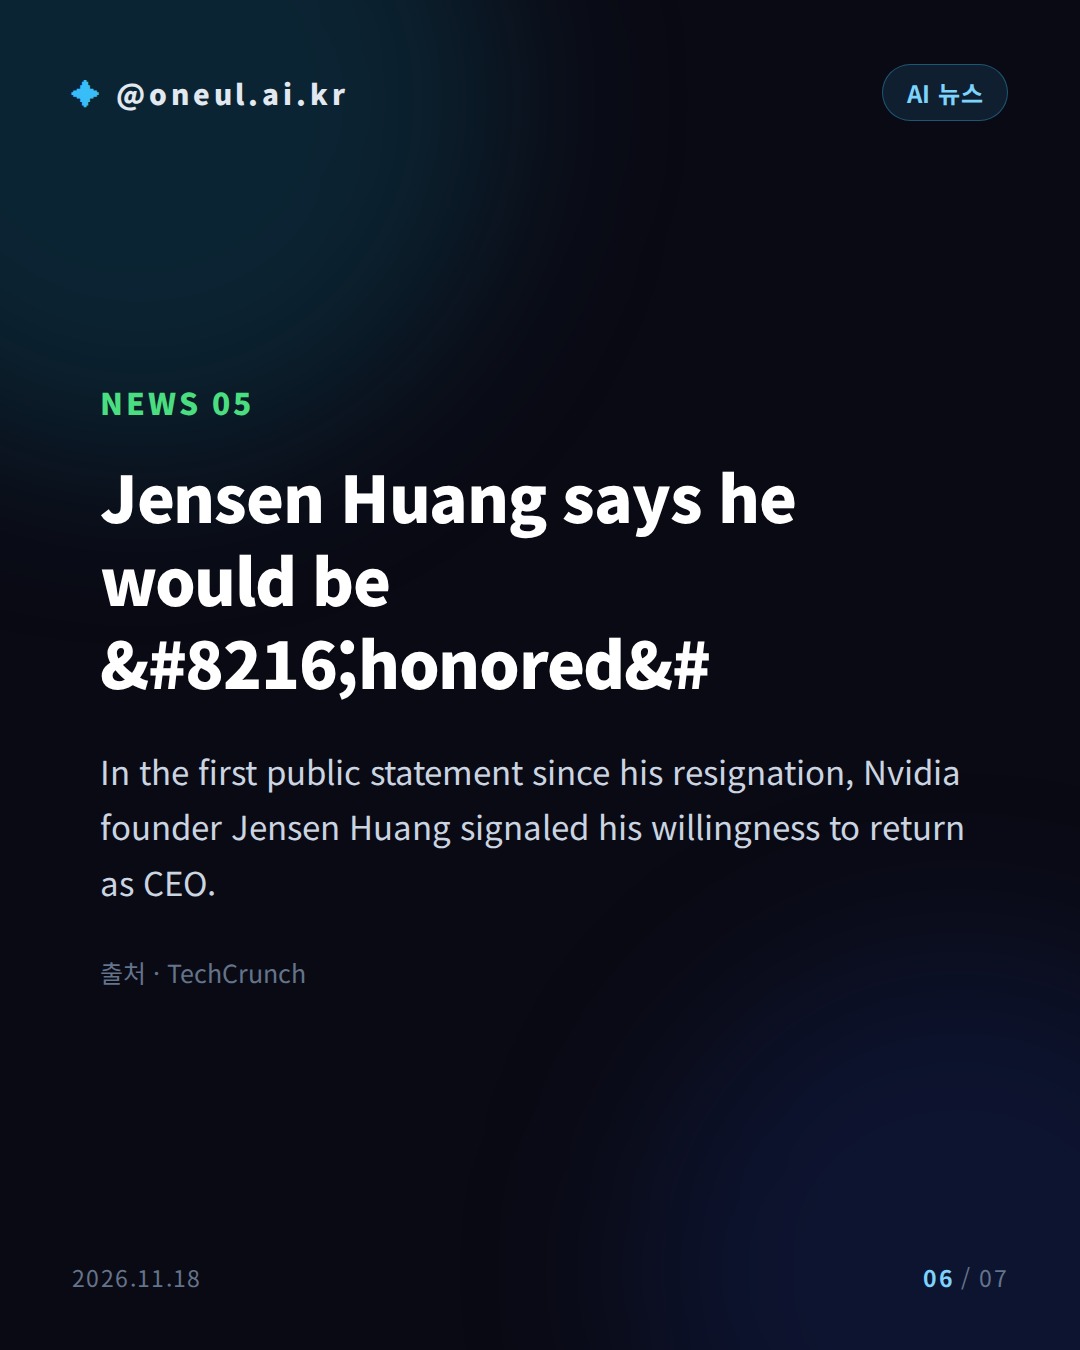 @oneul.ai.kr
AI 뉴스
NEWS 05
Jensen Huang says he
would be
&#8216;honored&#
In the first public statement since his resignation, Nvidia
founder Jensen Huang signaled his willingness to return
as CEO.
출처 · TechCrunch
2026.11.18
06 / 07